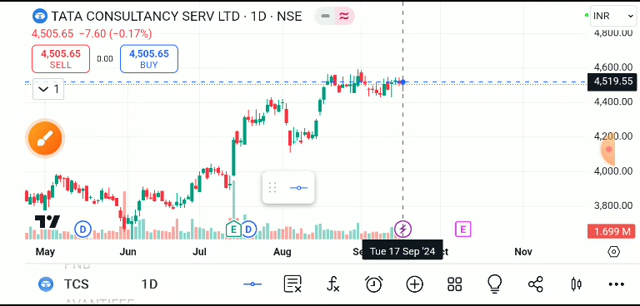 TATA CONSULTANCY SERV LTD · 1D · NSE
INR
4,505.65 −7.60 (−0.17%)
4,800.00
4,505.65
SELL
0.00
4,505.65
BUY
4,600.00
4,519.55
1
4,400.00
4,200.00
4,000.00
3,800.00
D
E
D
E
1.699 M
May
Jun
Jul
Aug
Tue 17 Sep '24
Nov
TCS
1D